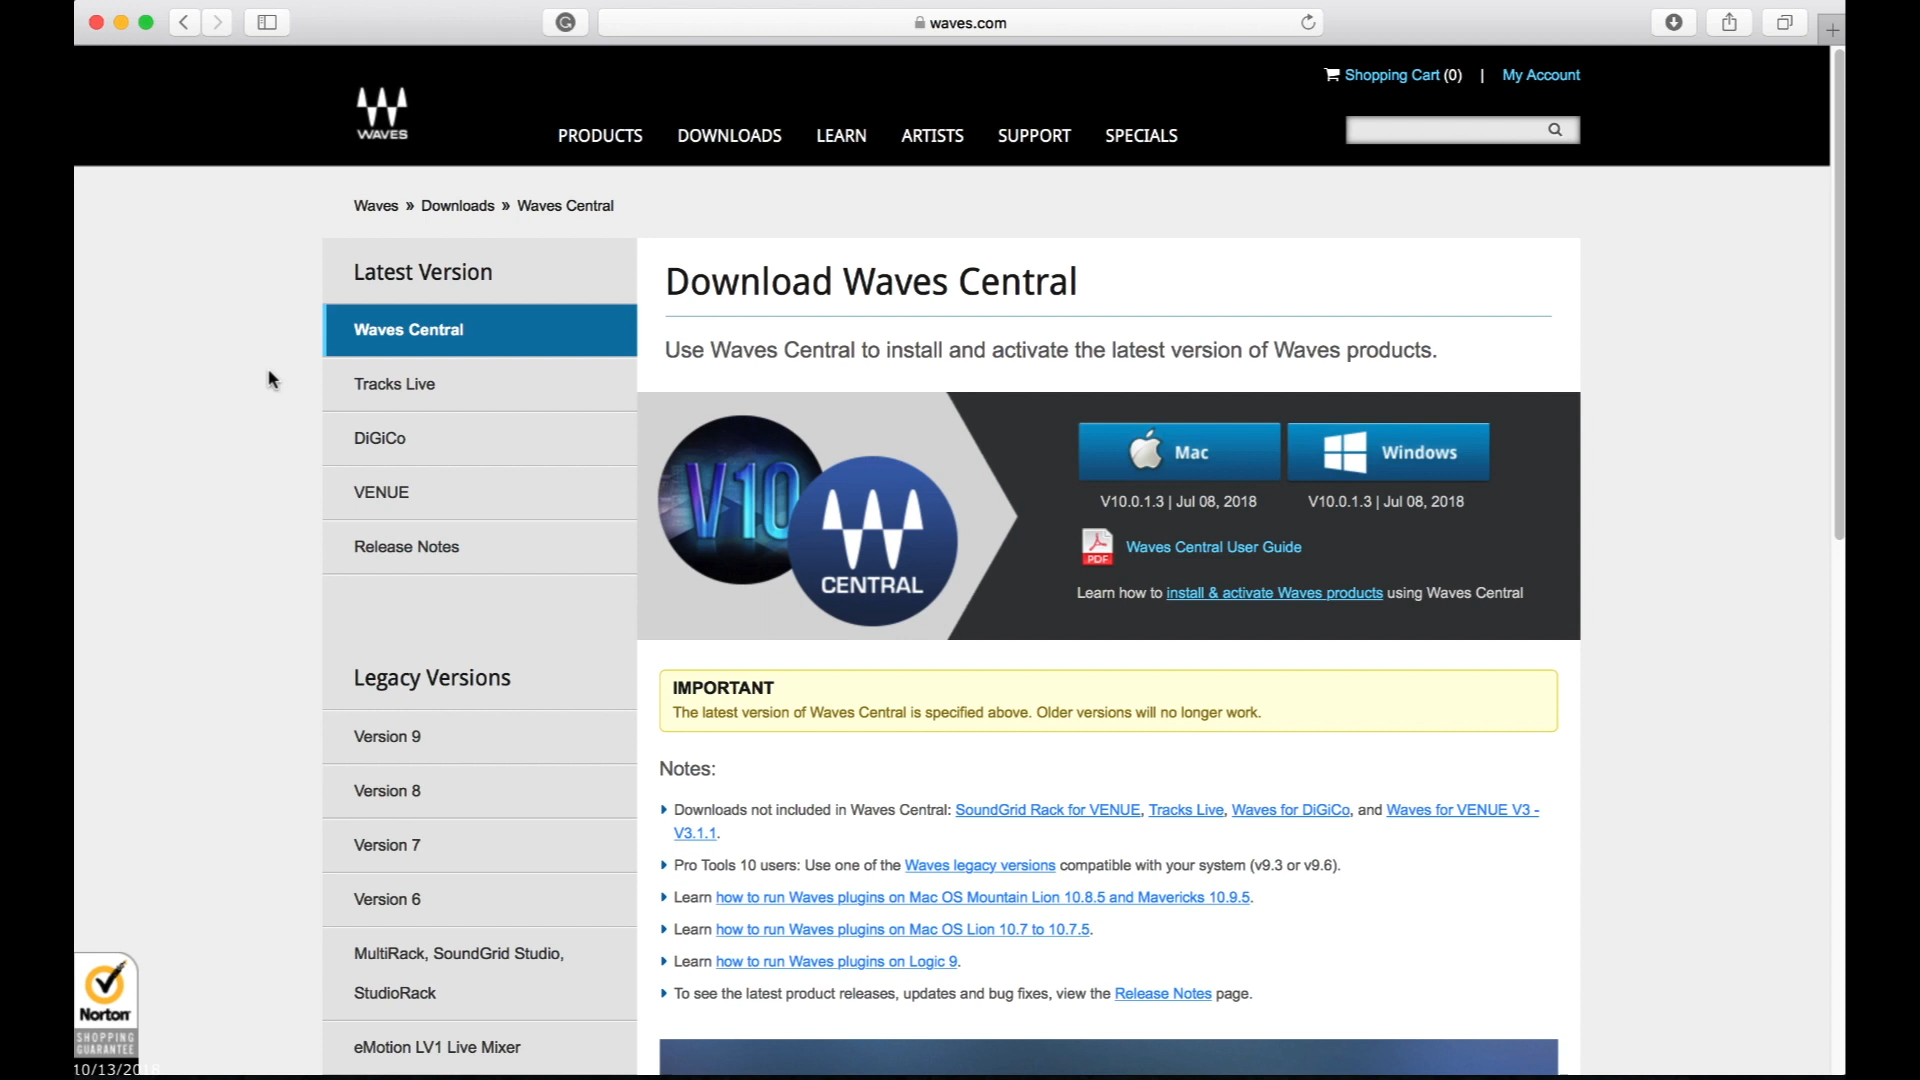 waves.com
Shopping Cart (0) | My Account
WAVES
PRODUCTS DOWNLOADS LEARN ARTISTS SUPPORT SPECIALS
Waves » Downloads » Waves Central
Latest Version
Waves Central
Tracks Live
DiGiCo
VENUE
Release Notes
Legacy Versions
Version 9
Version 8
Version 7
Version 6
MultiRack, SoundGrid Studio,
StudioRack
eMotion LV1 Live Mixer
Download Waves Central
Use Waves Central to install and activate the latest version of Waves products.
V10
CENTRAL
Mac
Windows
V10.0.1.3 | Jul 08, 2018
V10.0.1.3 | Jul 08, 2018
PDF
Waves Central User Guide
Learn how to install & activate Waves products using Waves Central
IMPORTANT
The latest version of Waves Central is specified above. Older versions will no longer work.
Notes:
Downloads not included in Waves Central: SoundGrid Rack for VENUE, Tracks Live, Waves for DiGiCo, and Waves for VENUE V3 -
V3.1.1.
Pro Tools 10 users: Use one of the Waves legacy versions compatible with your system (v9.3 or v9.6).
Learn how to run Waves plugins on Mac OS Mountain Lion 10.8.5 and Mavericks 10.9.5.
Learn how to run Waves plugins on Mac OS Lion 10.7 to 10.7.5.
Learn how to run Waves plugins on Logic 9.
To see the latest product releases, updates and bug fixes, view the Release Notes page.
Norton
SHOPPING
GUARANTEE
10/13/2018